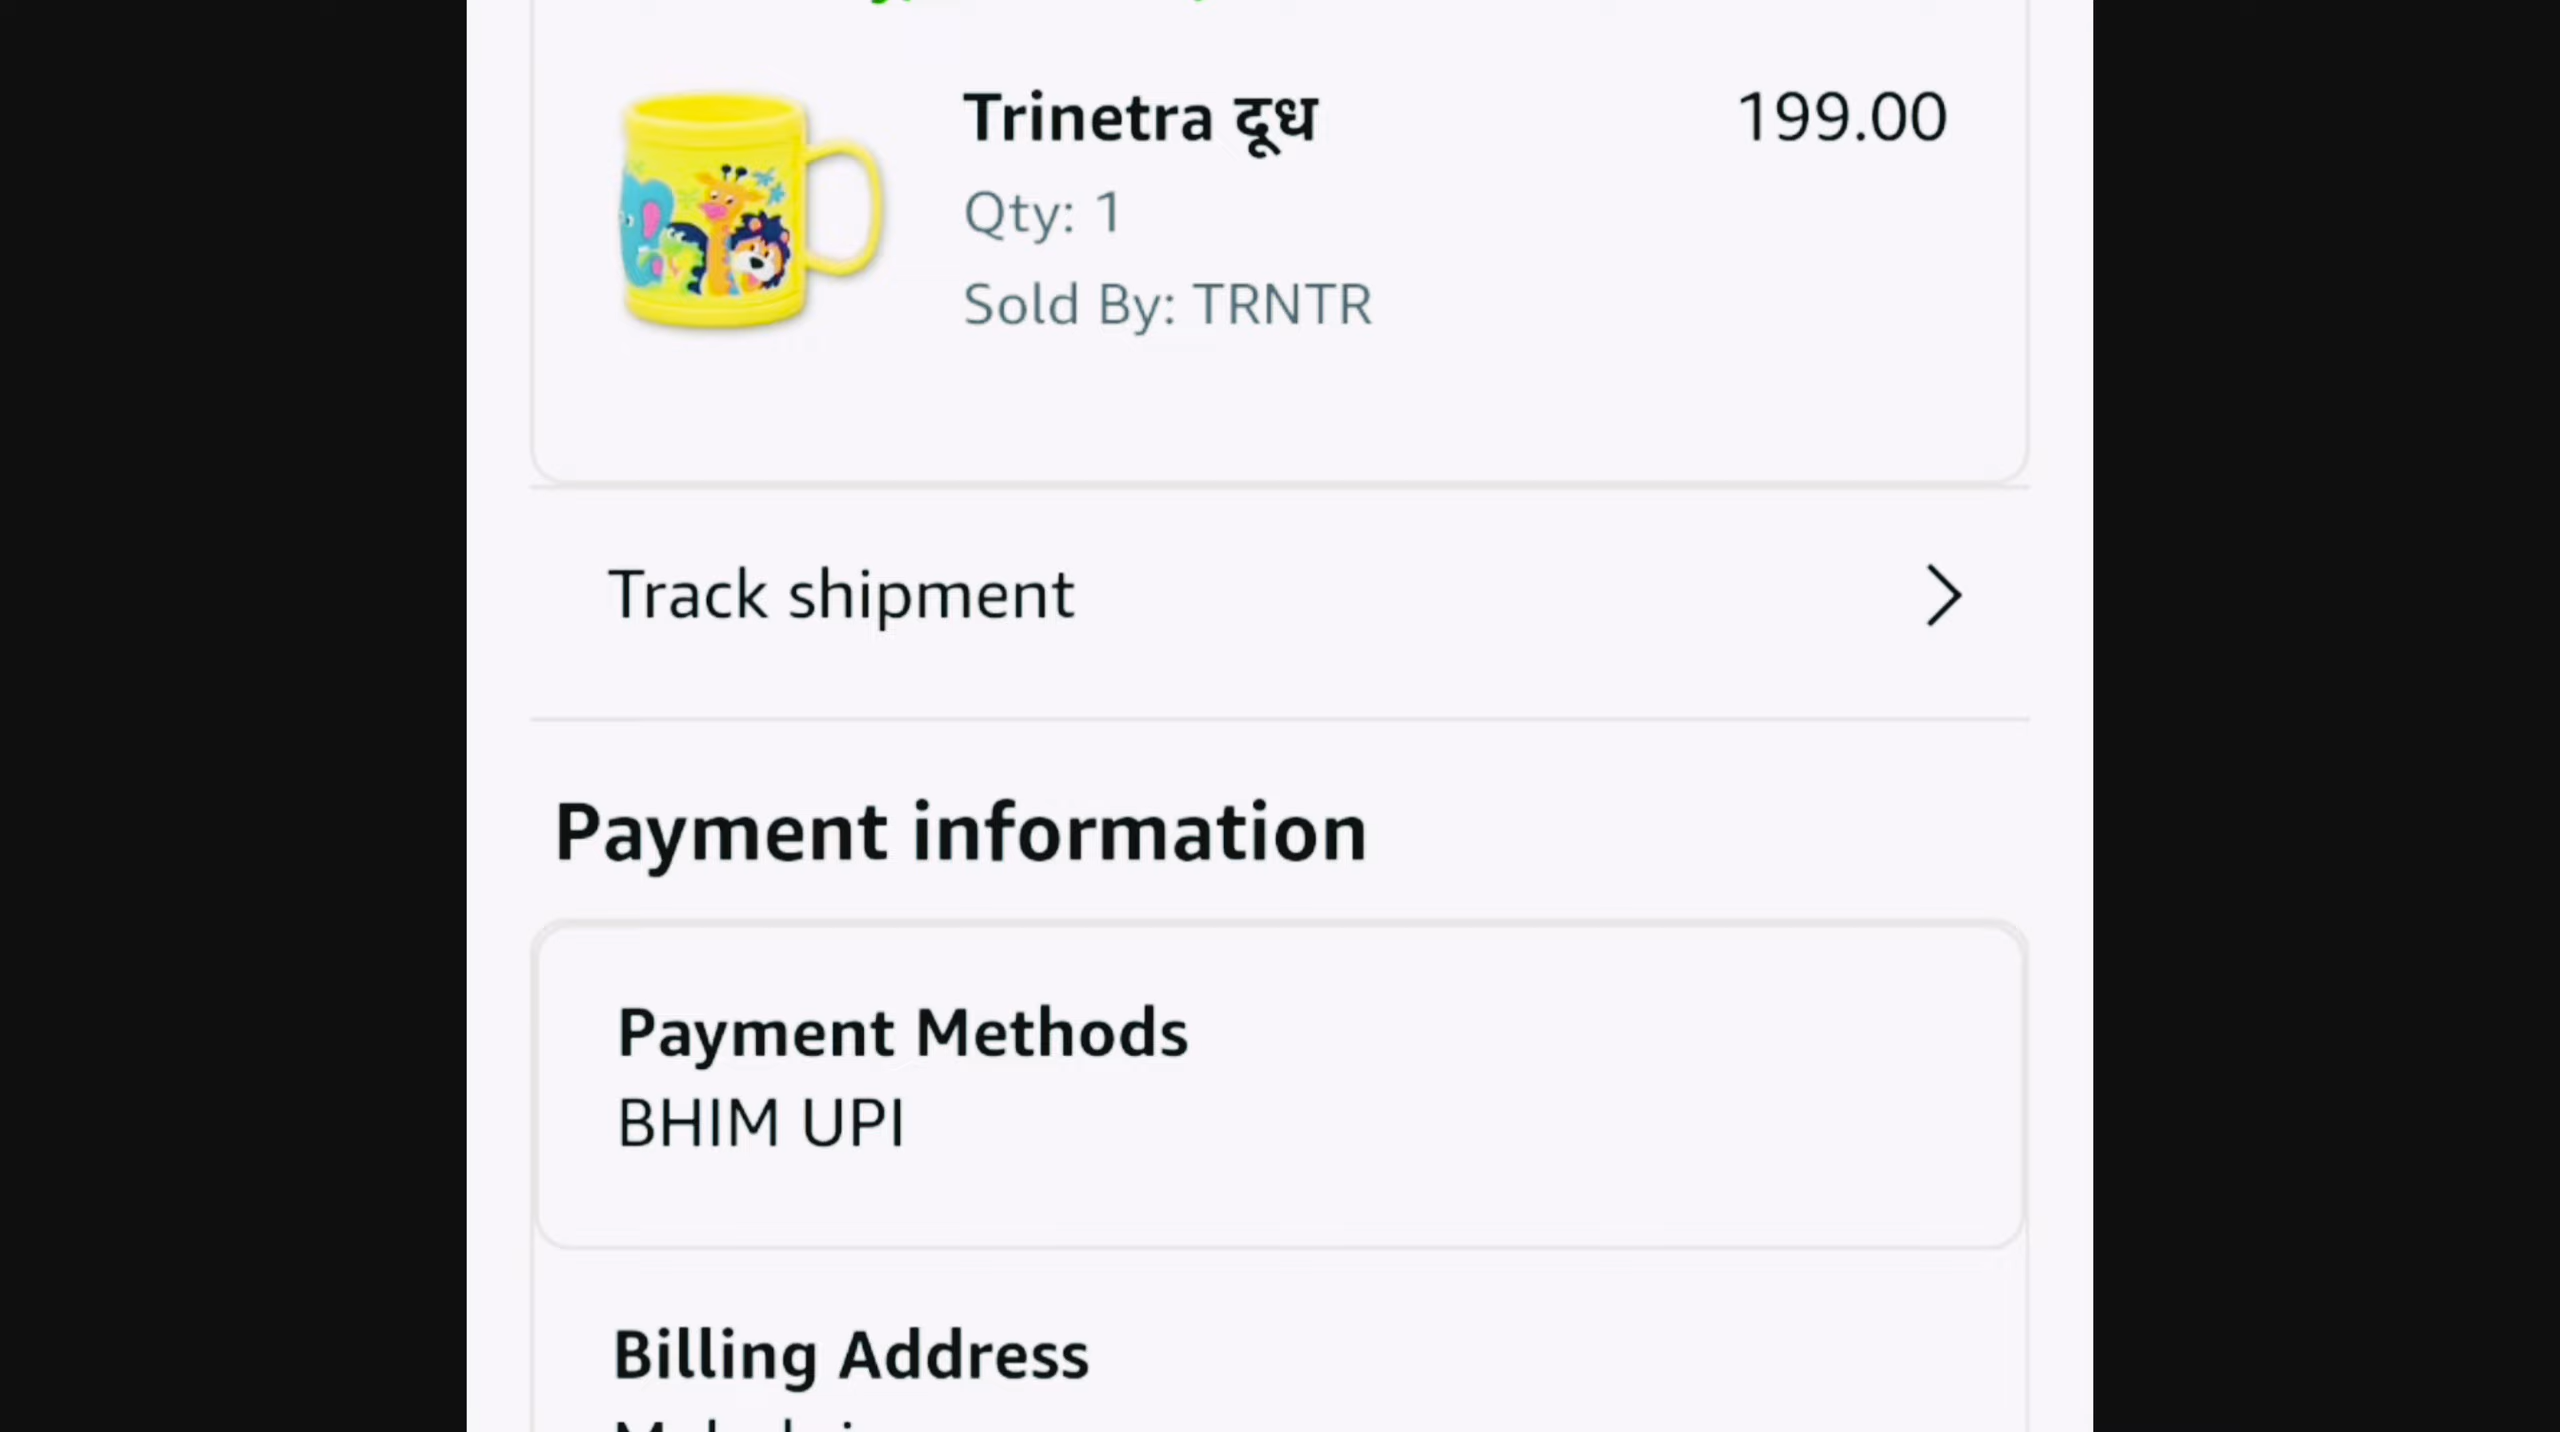 Trinetra दूध
199.00
Qty: 1
Sold By: TRNTR
Track shipment
Payment information
Payment Methods
BHIM UPI
Billing Address